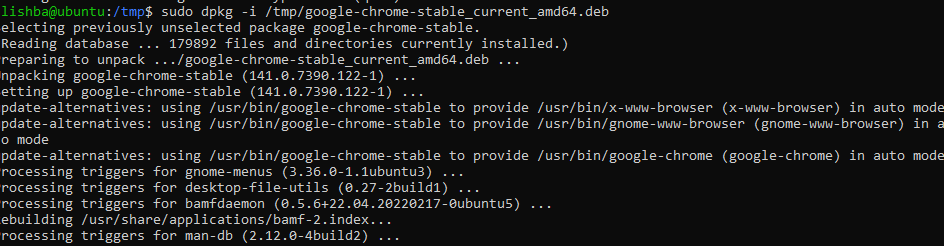 lishba@ubuntu:/tmp$ sudo dpkg -i /tmp/google-chrome-stable_current_amd64.deb
electing previously unselected package google-chrome-stable.
Reading database ... 179892 files and directories currently installed.)
reparing to unpack .../google-chrome-stable_current_amd64.deb ...
npacking google-chrome-stable (141.0.7390.122-1) ...
etting up google-chrome-stable (141.0.7390.122-1) ...
pdate-alternatives: using /usr/bin/google-chrome-stable to provide /usr/bin/x-www-browser (x-www-browser) in auto mode
pdate-alternatives: using /usr/bin/google-chrome-stable to provide /usr/bin/gnome-www-browser (gnome-www-browser) in a
o mode
pdate-alternatives: using /usr/bin/google-chrome-stable to provide /usr/bin/google-chrome (google-chrome) in auto mode
rocessing triggers for gnome-menus (3.36.0-1.1ubuntu3) ...
rocessing triggers for desktop-file-utils (0.27-2build1) ...
rocessing triggers for bamfdaemon (0.5.6+22.04.20220217-0ubuntu5) ...
ebuilding /usr/share/applications/bamf-2.index...
rocessing triggers for man-db (2.12.0-4build2) ...